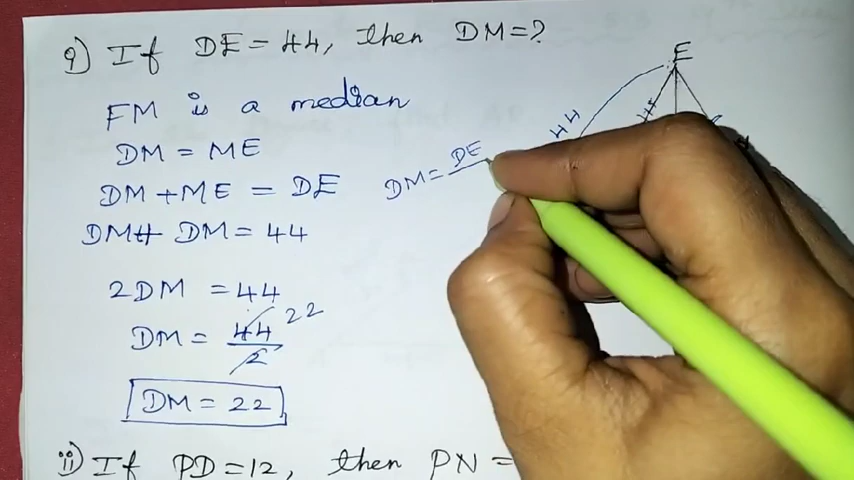 i) If DE = 44, then DM = ?
FM is a median
DM = ME
DM + ME = DE
DM + DM = 44
2DM = 44
DM = 44/2 22
DM = 22
ii) If PD = 12, then PN =
DM = DE
E
44